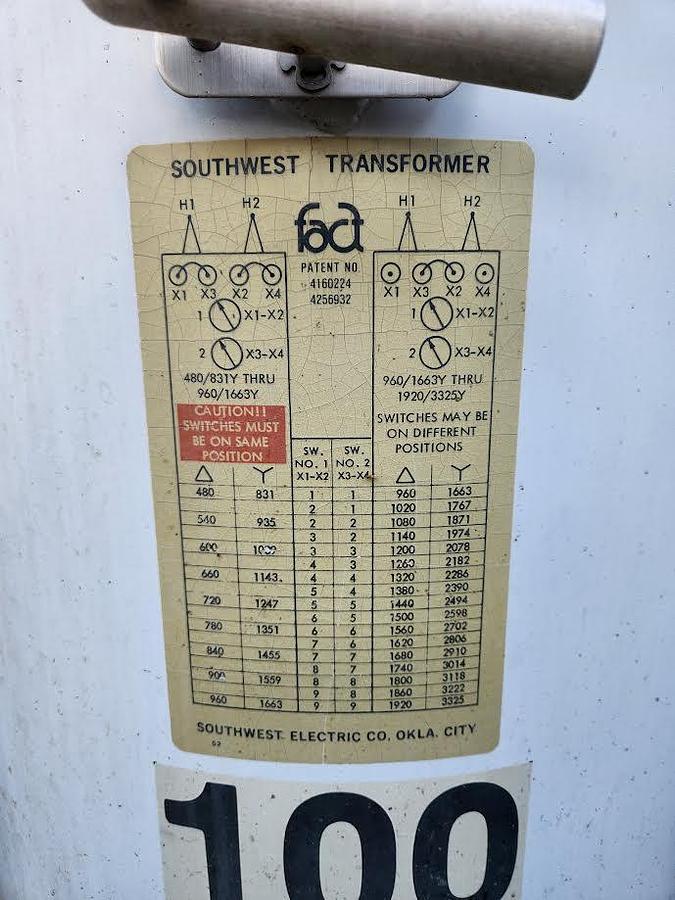 SOUTHWEST TRANSFORMER
H1 H2 fact H1 H2
PATENT NO.
4160224
4256932
X1 X3 X2 X4
1 X1-X2
2 X3-X4
480/831Y THRU
960/1663Y
CAUTION!!
SWITCHES MUST
BE ON SAME
POSITION
X1 X3 X2 X4
1 X1-X2
2 X3-X4
960/1663Y THRU
1920/3325Y
SWITCHES MAY BE
ON DIFFERENT
POSITIONS
SW. NO. 1 X1-X2 SW. NO. 2 X3-X4
△ Y △ Y
480 831 1 1 960 1663
2 1 1020 1767
540 935 2 2 1080 1871
3 2 1140 1974
600 1039 3 3 1200 2078
4 3 1260 2182
660 1143 4 4 1320 2286
5 4 1380 2390
720 1247 5 5 1440 2494
6 5 1500 2598
780 1351 6 6 1560 2702
7 6 1620 2806
840 1455 7 7 1680 2910
8 7 1740 3014
900 1559 8 8 1800 3118
9 8 1860 3222
960 1663 9 9 1920 3325
SOUTHWEST ELECTRIC CO. OKLA. CITY
52
100